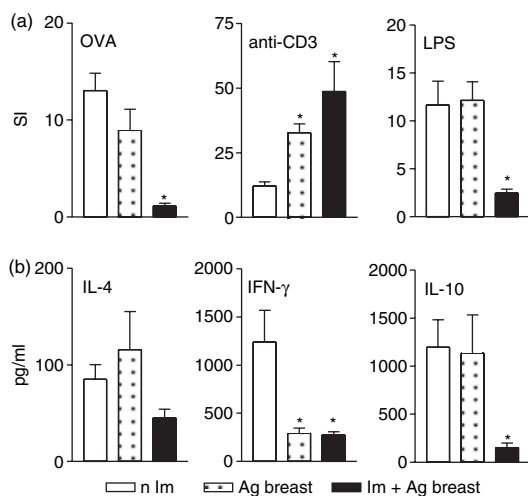 (a)
OVA
anti-CD3
LPS
SI
20
10
0
75
50
25
0
15
10
5
0
*
* *
*
(b)
IL-4
IFN-γ
IL-10
pg/ml
200
100
0
2000
1500
1000
500
0
2000
1500
1000
500
0
* *
*
n Im Ag breast Im + Ag breast